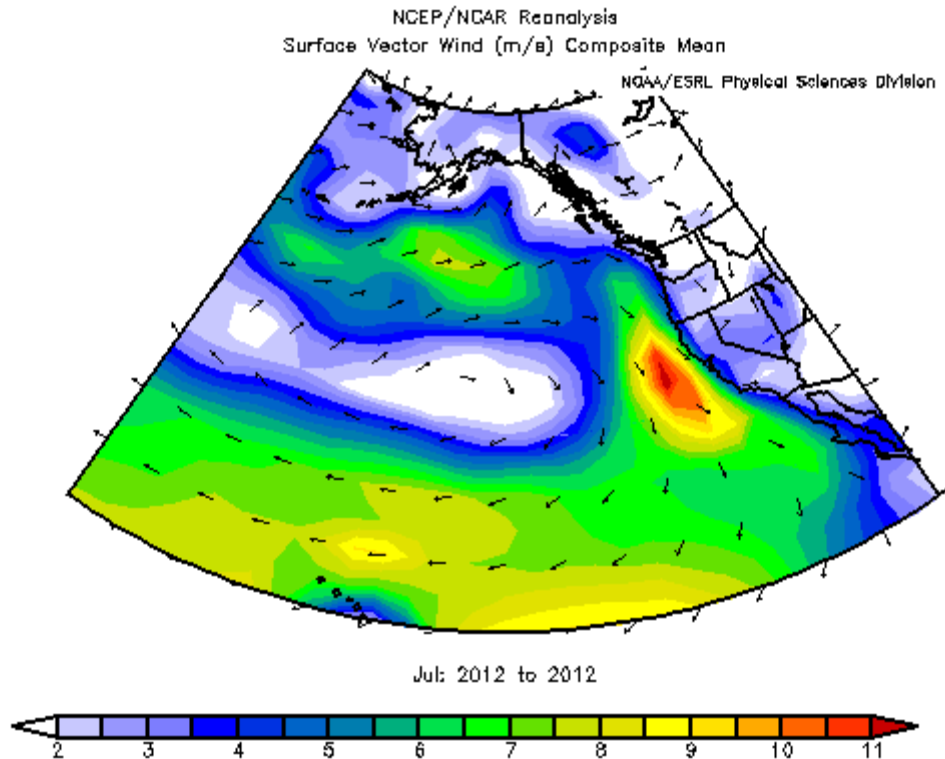 NCEP/NCAR Reanalysis
Surface Vector Wind (m/s) Composite Mean
NOAA/ESRL Physical Sciences Division
Jul: 2012 to 2012
2 3 4 5 6 7 8 9 10 11